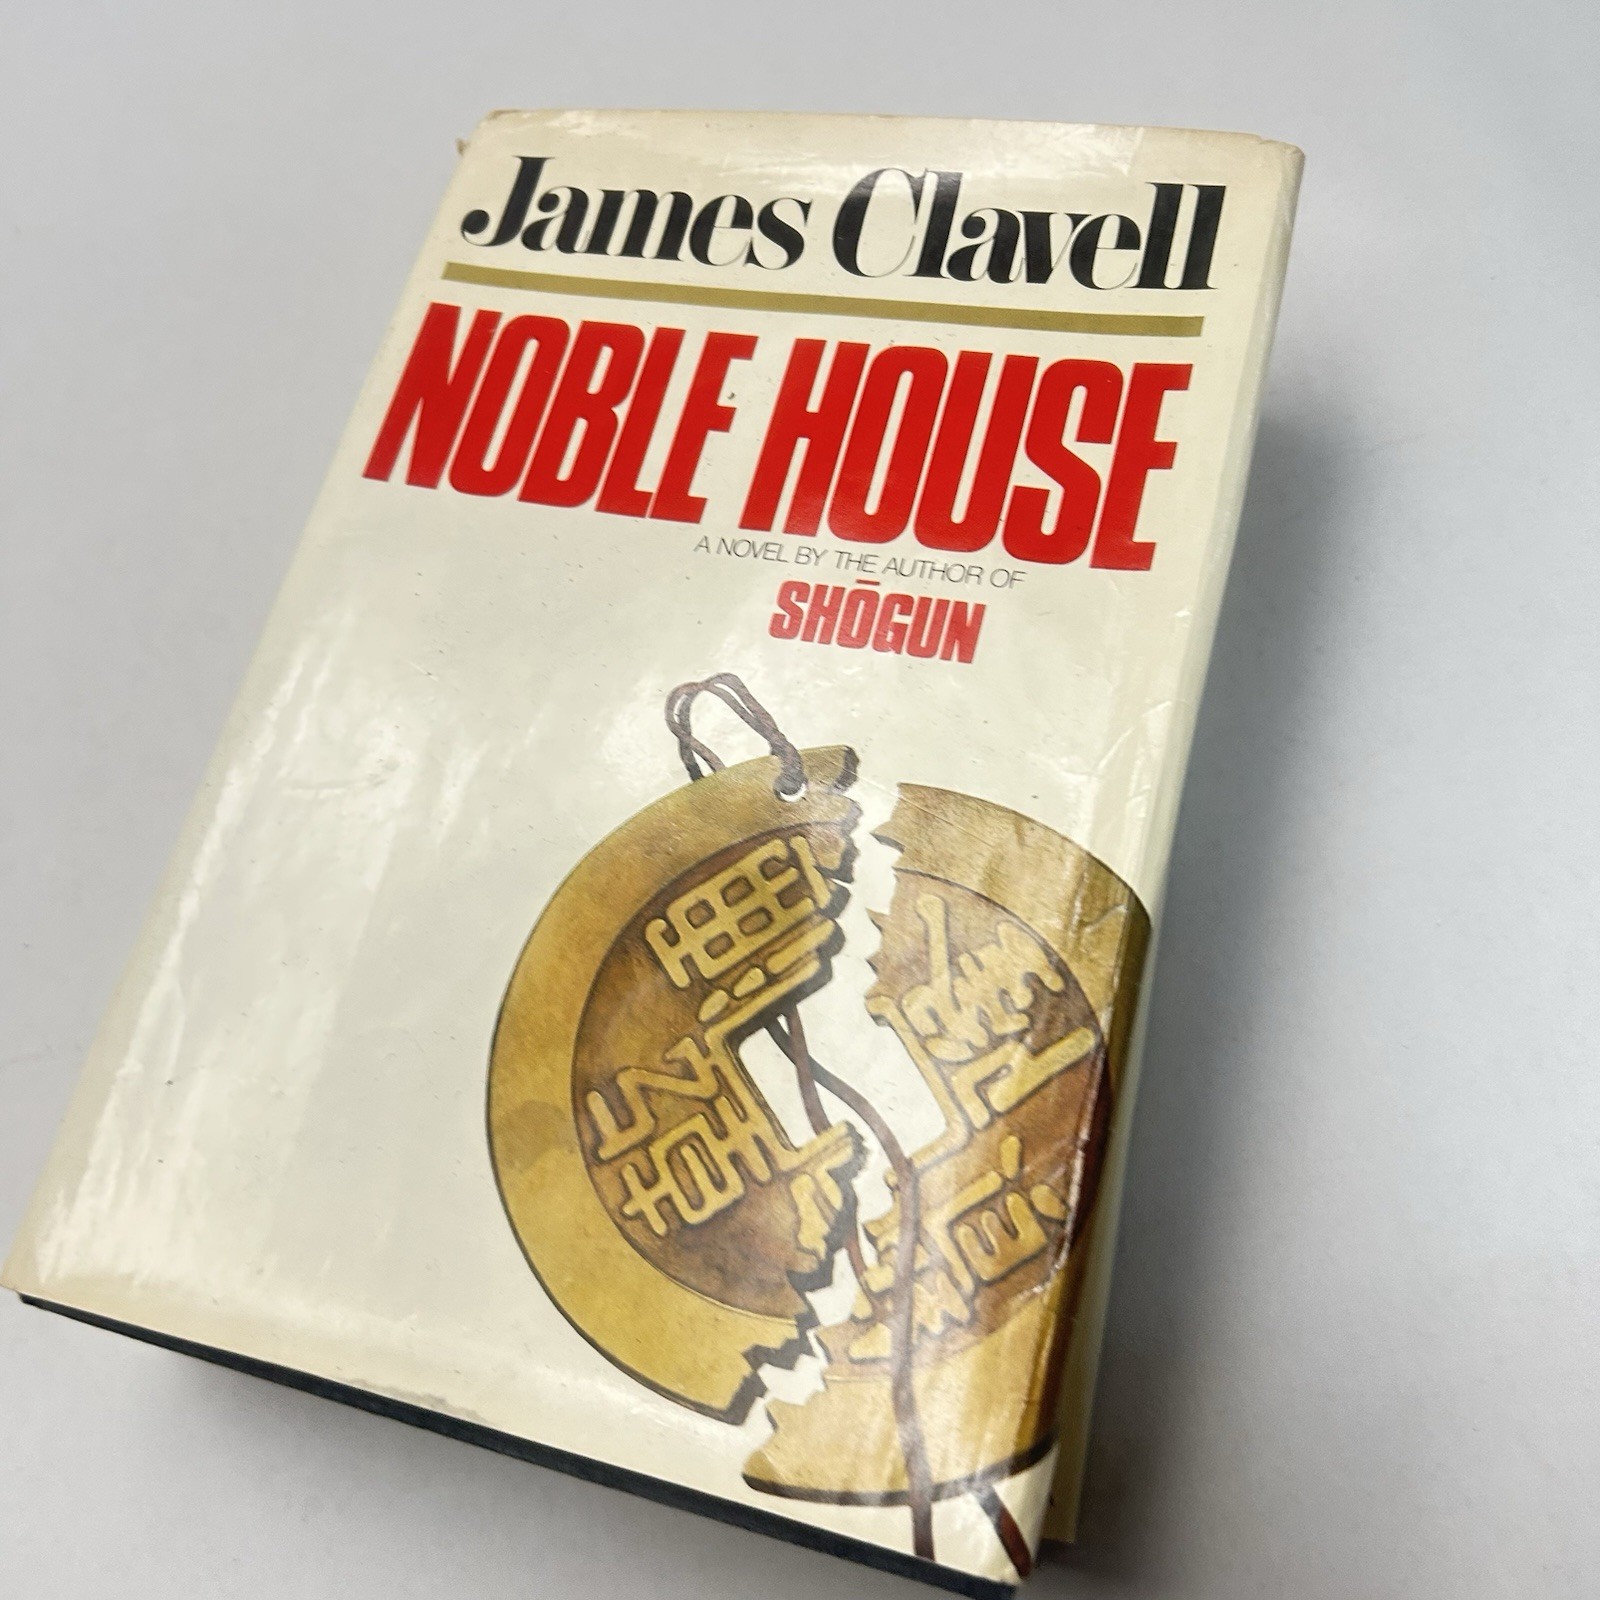 James Clavell
NOBLE HOUSE
A NOVEL BY THE AUTHOR OF
SHŌGUN